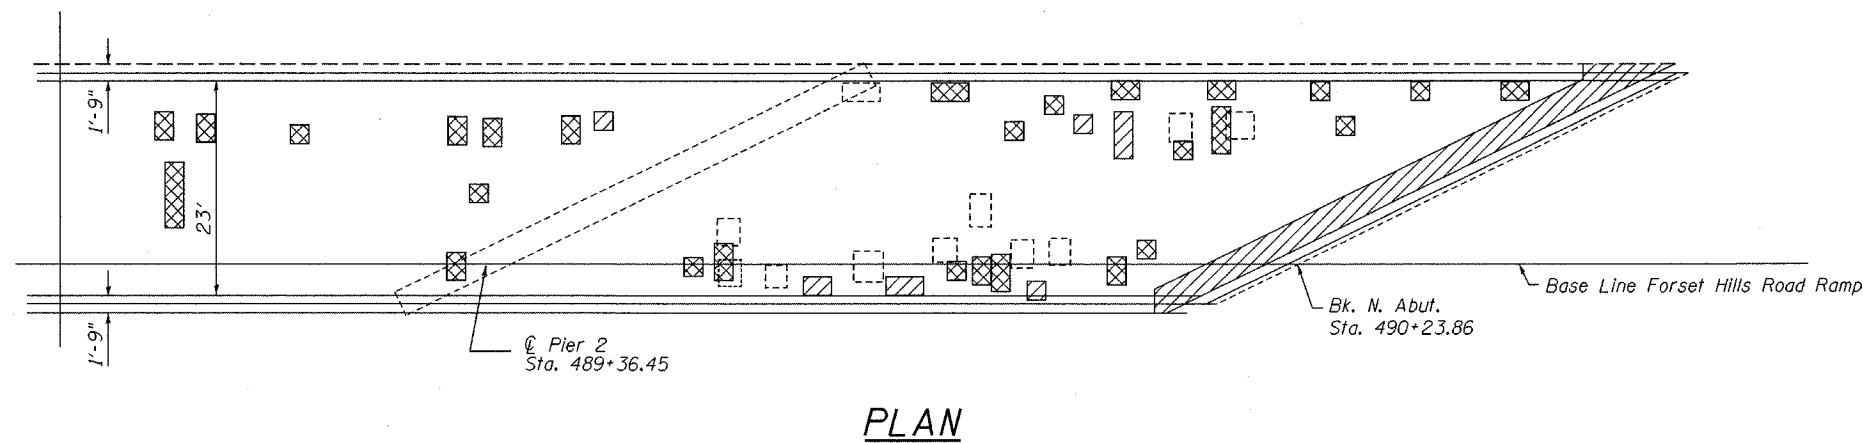 1'-9"
23'
1'-9"
℄ Pier 2
Sta. 489+36.45
Bk. N. Abut.
Sta. 490+23.86
Base Line Forset Hills Road Ramp
PLAN